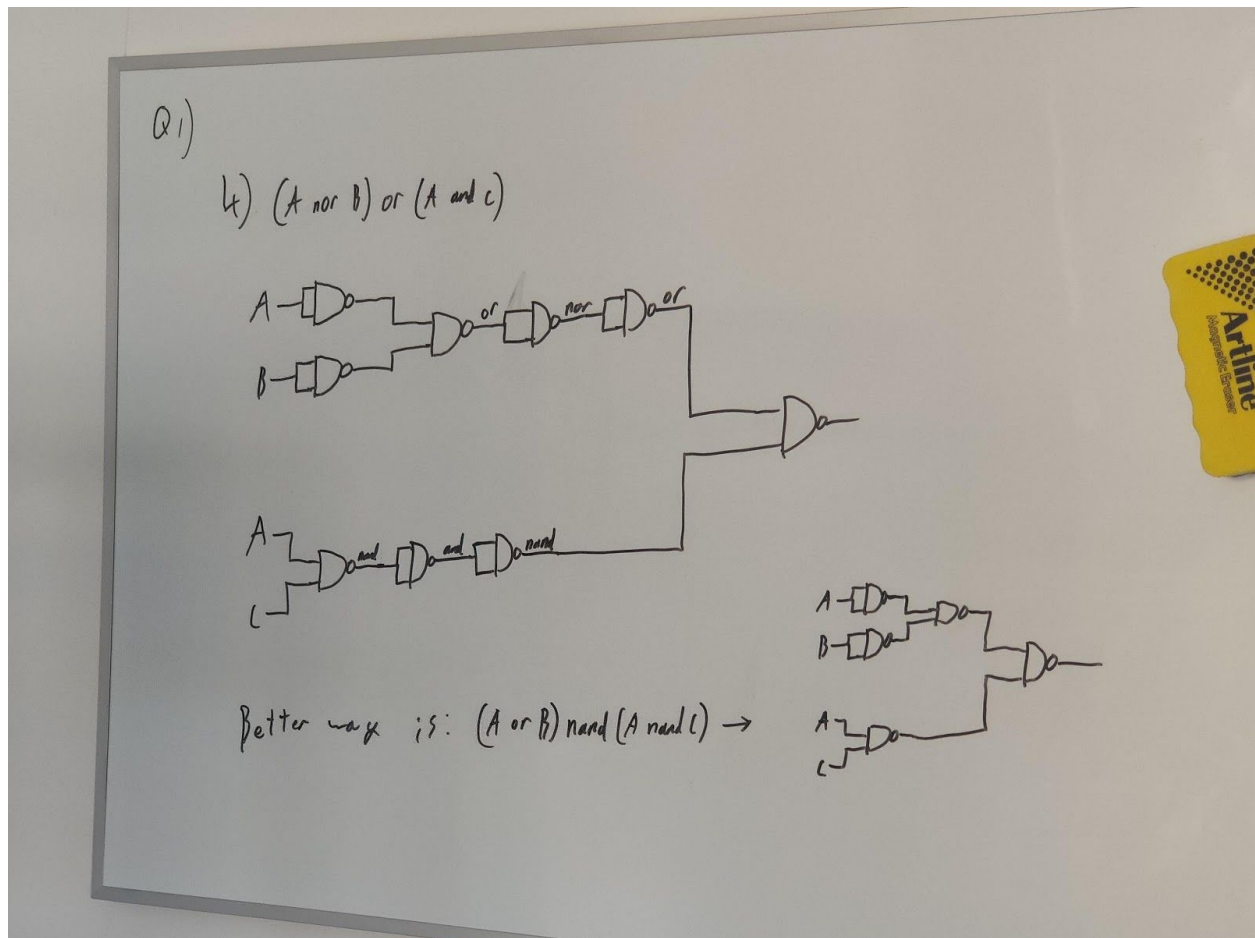 Q1)
4) (A nor B) or (A and C)
A
or
nor
or
B
A
nand
and
nand
C
A
B
Better way is: (A or B) nand (A nand C) →
A
C
Artline
Magnetic Eraser